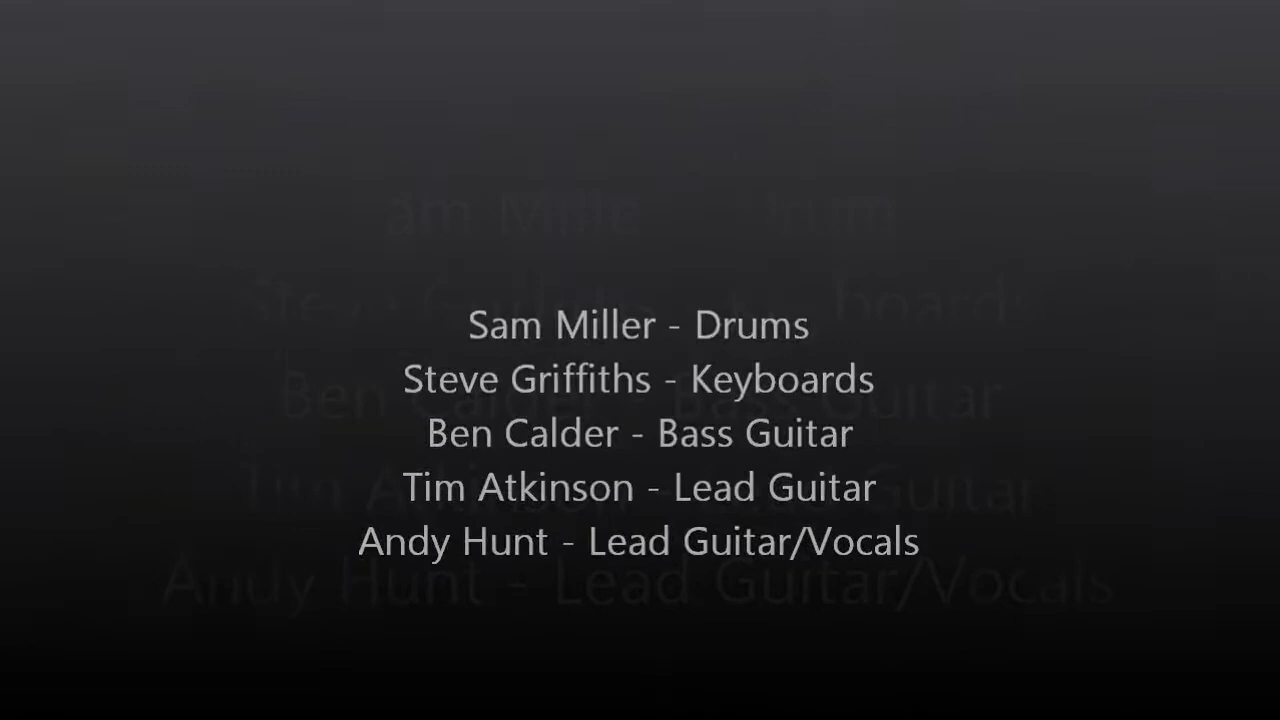 Sam Miller - Drums
Steve Griffiths - Keyboards
Ben Calder - Bass Guitar
Tim Atkinson - Lead Guitar
Andy Hunt - Lead Guitar/Vocals